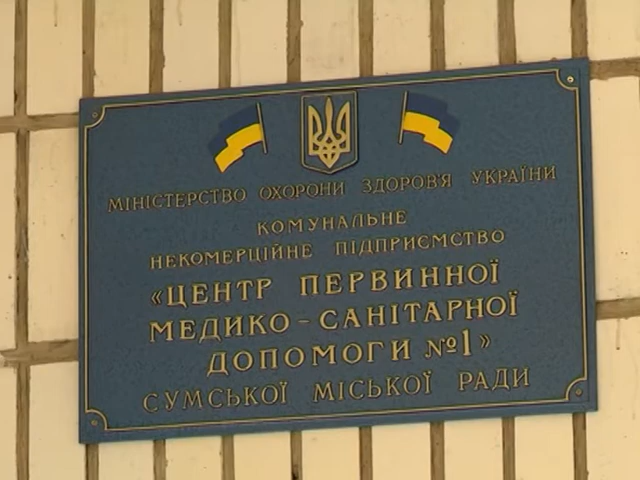 МІНІСТЕРСТВО ОХОРОНИ ЗДОРОВ'Я УКРАЇНИ
КОМУНАЛЬНЕ
НЕКОМЕРЦІЙНЕ ПІДПРИЄМСТВО
«ЦЕНТР ПЕРВИННОЇ
МЕДИКО-САНІТАРНОЇ
ДОПОМОГИ №1»
СУМСЬКОЇ МІСЬКОЇ РАДИ